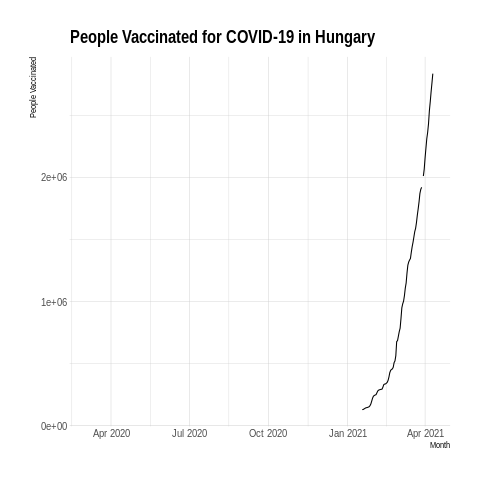 People Vaccinated for COVID-19 in Hungary
People Vaccinated
2e+06
1e+06
0e+00
Apr 2020 Jul 2020 Oct 2020 Jan 2021 Apr 2021
Month